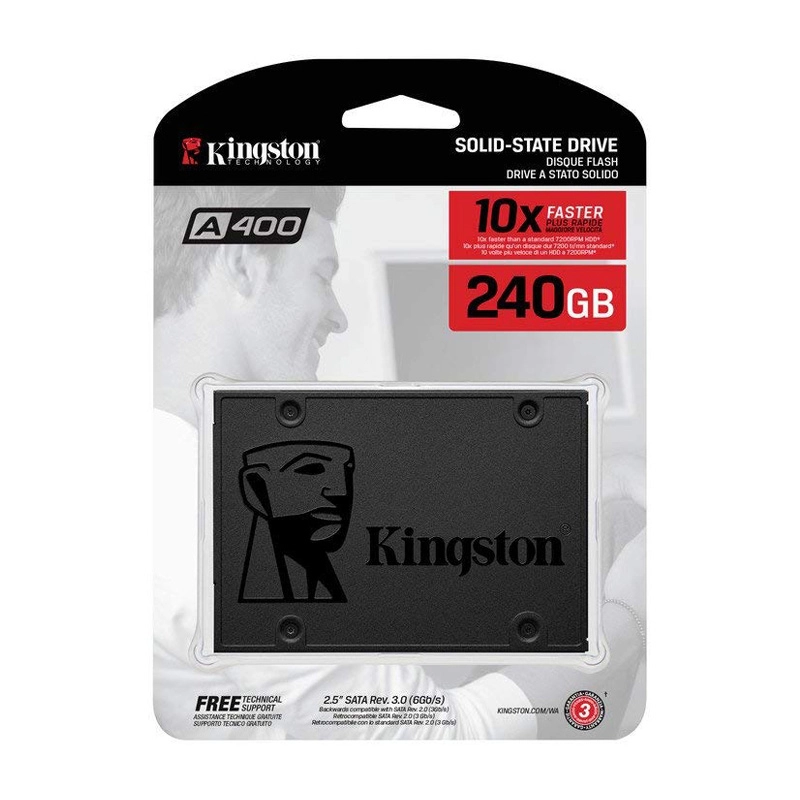 Kingston
TECHNOLOGY
SOLID-STATE DRIVE
DISQUE FLASH
DRIVE A STATO SOLIDO
A400
10x FASTER
PLUS RAPIDE
MAGGIORE VELOCITÀ
10x faster than a standard 7200RPM HDD*
10x plus rapide qu'un disque dur 7200 tr/mn standard*
10 volte più veloce di un HDD a 7200RPM*
240GB
Kingston®
FREE TECHNICAL SUPPORT
ASSISTANCE TECHNIQUE GRATUITE
SUPPORTO TECNICO GRATUITO
2.5" SATA Rev. 3.0 (6Gb/s)
Backwards compatible with SATA Rev. 2.0 (3Gb/s)
Rétrocompatible SATA Rev. 2.0 (3 Gb/s)
Retrocompatibile con lo standard SATA Rev. 2.0 (3 Gb/s)
KINGSTON.COM/WA
3
†